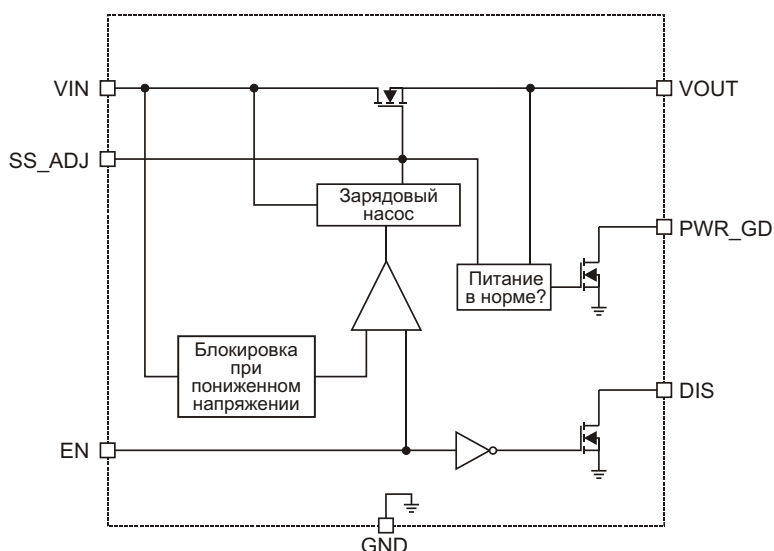 VIN
VOUT
SS_ADJ
Зарядовый
насос
PWR_GD
Питание
в норме?
Блокировка
при
пониженном
напряжении
DIS
EN
GND